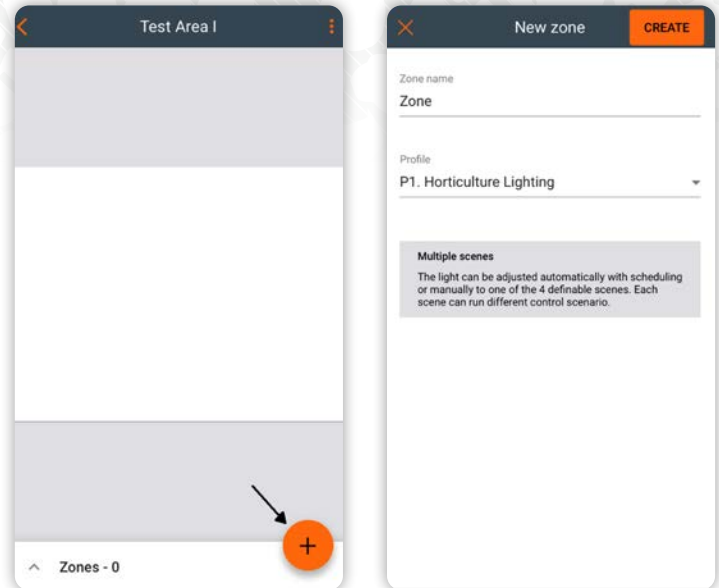 Test Area I
Zones - 0
New zone
CREATE
Zone name
Zone
Profile
P1. Horticulture Lighting
Multiple scenes
The light can be adjusted automatically with scheduling
or manually to one of the 4 definable scenes. Each
scene can run different control scenario.